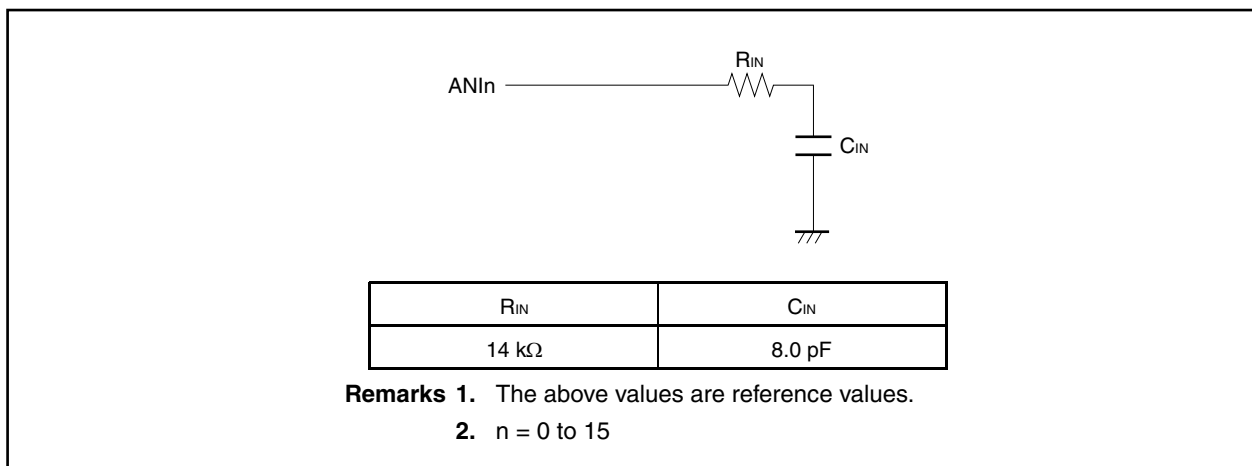 RIN
ANIn
CIN
RIN CIN
14 kΩ 8.0 pF
Remarks 1. The above values are reference values.
2. n = 0 to 15